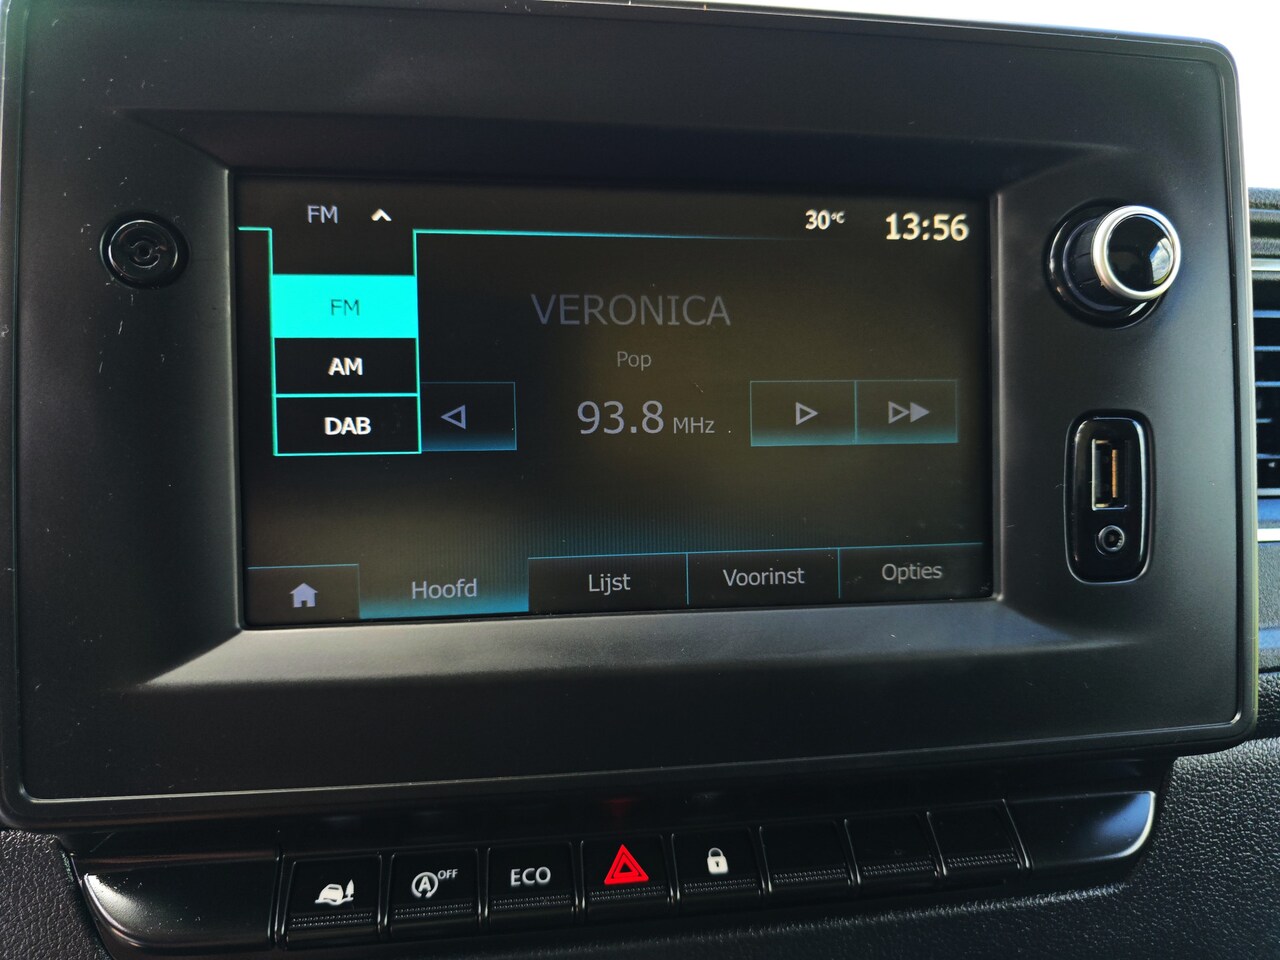 FM
30°C 13:56
FM
AM
DAB
VERONICA
Pop
93.8 MHz
Hoofd Lijst Voorinst Opties
A OFF
ECO